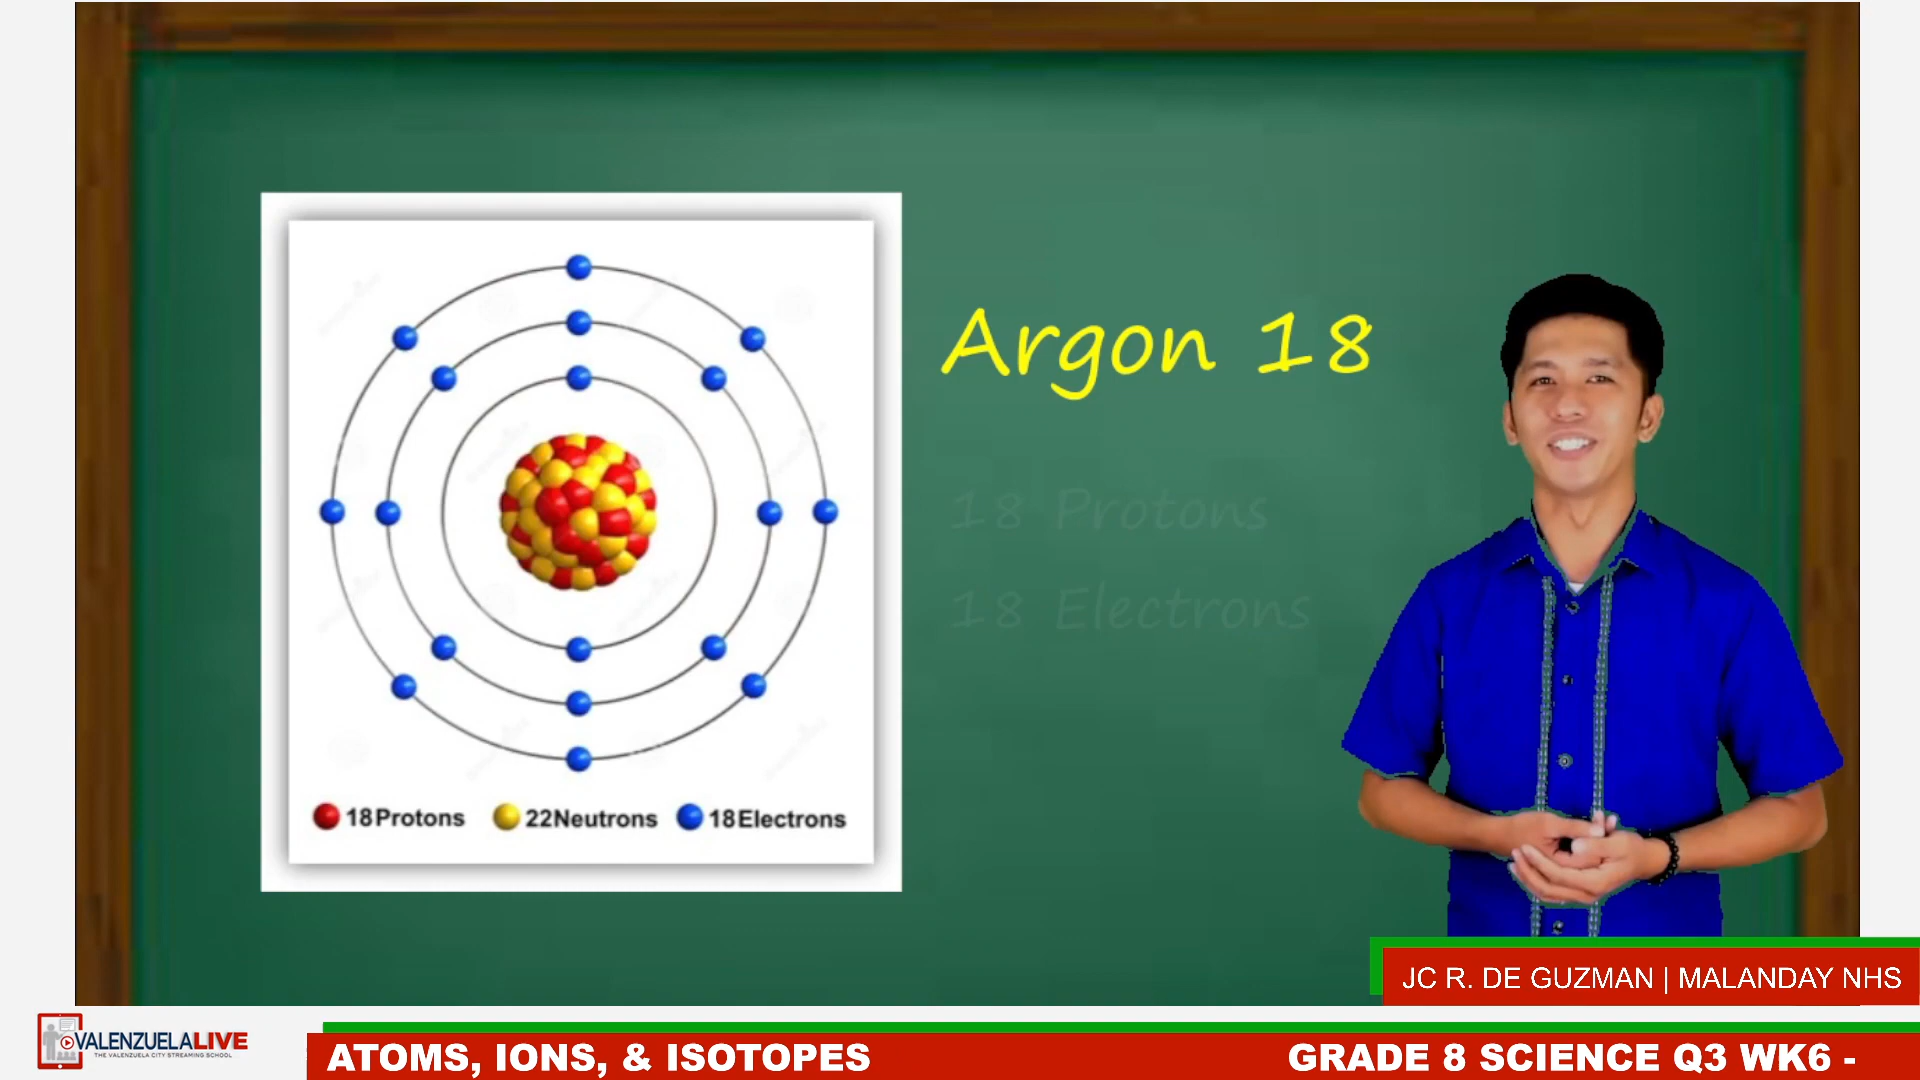 Argon 18
18 Protons
18 Electrons
18Protons 22Neutrons 18Electrons
JC R. DE GUZMAN | MALANDAY NHS
VALENZUELALIVE
THE VALENZUELA CITY STREAMING SCHOOL
ATOMS, IONS, & ISOTOPES
GRADE 8 SCIENCE Q3 WK6 -